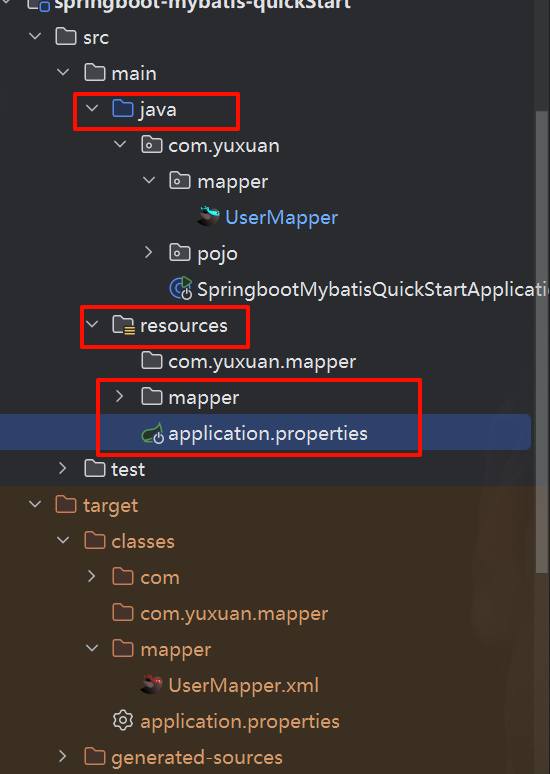 springboot-mybatis-quickStart
src
main
java
com.yuxuan
mapper
UserMapper
pojo
SpringbootMybatisQuickStartApplicatio
resources
com.yuxuan.mapper
mapper
application.properties
test
target
classes
com
com.yuxuan.mapper
mapper
UserMapper.xml
application.properties
generated-sources